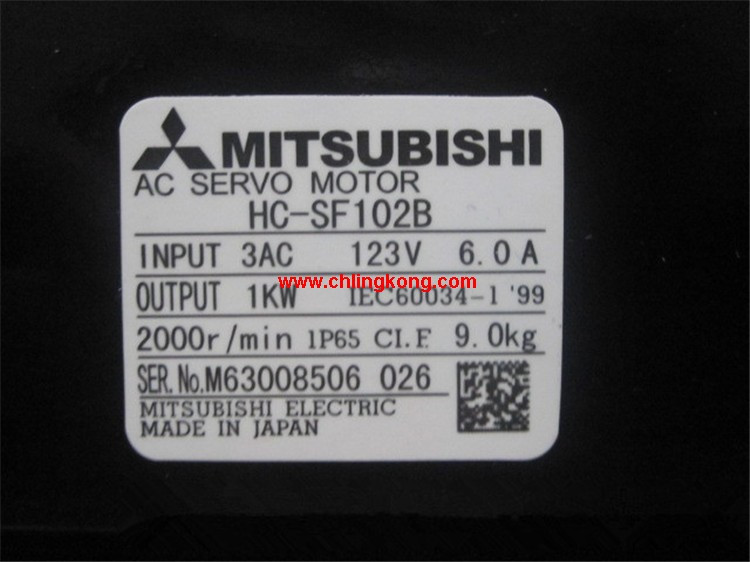 MITSUBISHI
AC SERVO MOTOR
HC-SF102B
INPUT 3AC 123V 6.0A
www.chlingkong.com
OUTPUT 1KW IEC60034-1 '99
2000r/min 1P65 CI.F 9.0kg
SER.No.M63008506 026
MITSUBISHI ELECTRIC
MADE IN JAPAN